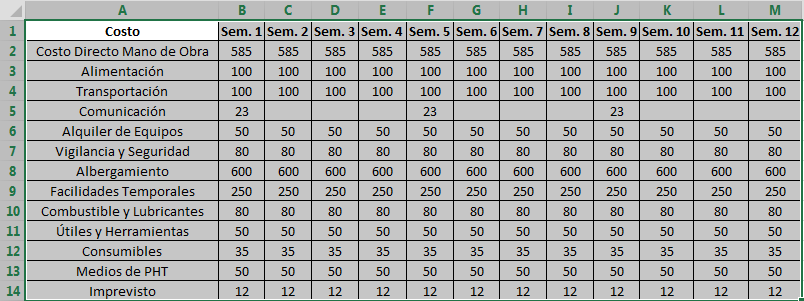 A B C D E F G H I J K L M
1 Costo Sem. 1 Sem. 2 Sem. 3 Sem. 4 Sem. 5 Sem. 6 Sem. 7 Sem. 8 Sem. 9 Sem. 10 Sem. 11 Sem. 12
2 Costo Directo Mano de Obra 585 585 585 585 585 585 585 585 585 585 585 585
3 Alimentación 100 100 100 100 100 100 100 100 100 100 100 100
4 Transportación 100 100 100 100 100 100 100 100 100 100 100 100
5 Comunicación 23 23 23
6 Alquiler de Equipos 50 50 50 50 50 50 50 50 50 50 50 50
7 Vigilancia y Seguridad 80 80 80 80 80 80 80 80 80 80 80 80
8 Albergamiento 600 600 600 600 600 600 600 600 600 600 600 600
9 Facilidades Temporales 250 250 250 250 250 250 250 250 250 250 250 250
10 Combustible y Lubricantes 80 80 80 80 80 80 80 80 80 80 80 80
11 Útiles y Herramientas 50 50 50 50 50 50 50 50 50 50 50 50
12 Consumibles 35 35 35 35 35 35 35 35 35 35 35 35
13 Medios de PHT 50 50 50 50 50 50 50 50 50 50 50 50
14 Imprevisto 12 12 12 12 12 12 12 12 12 12 12 12